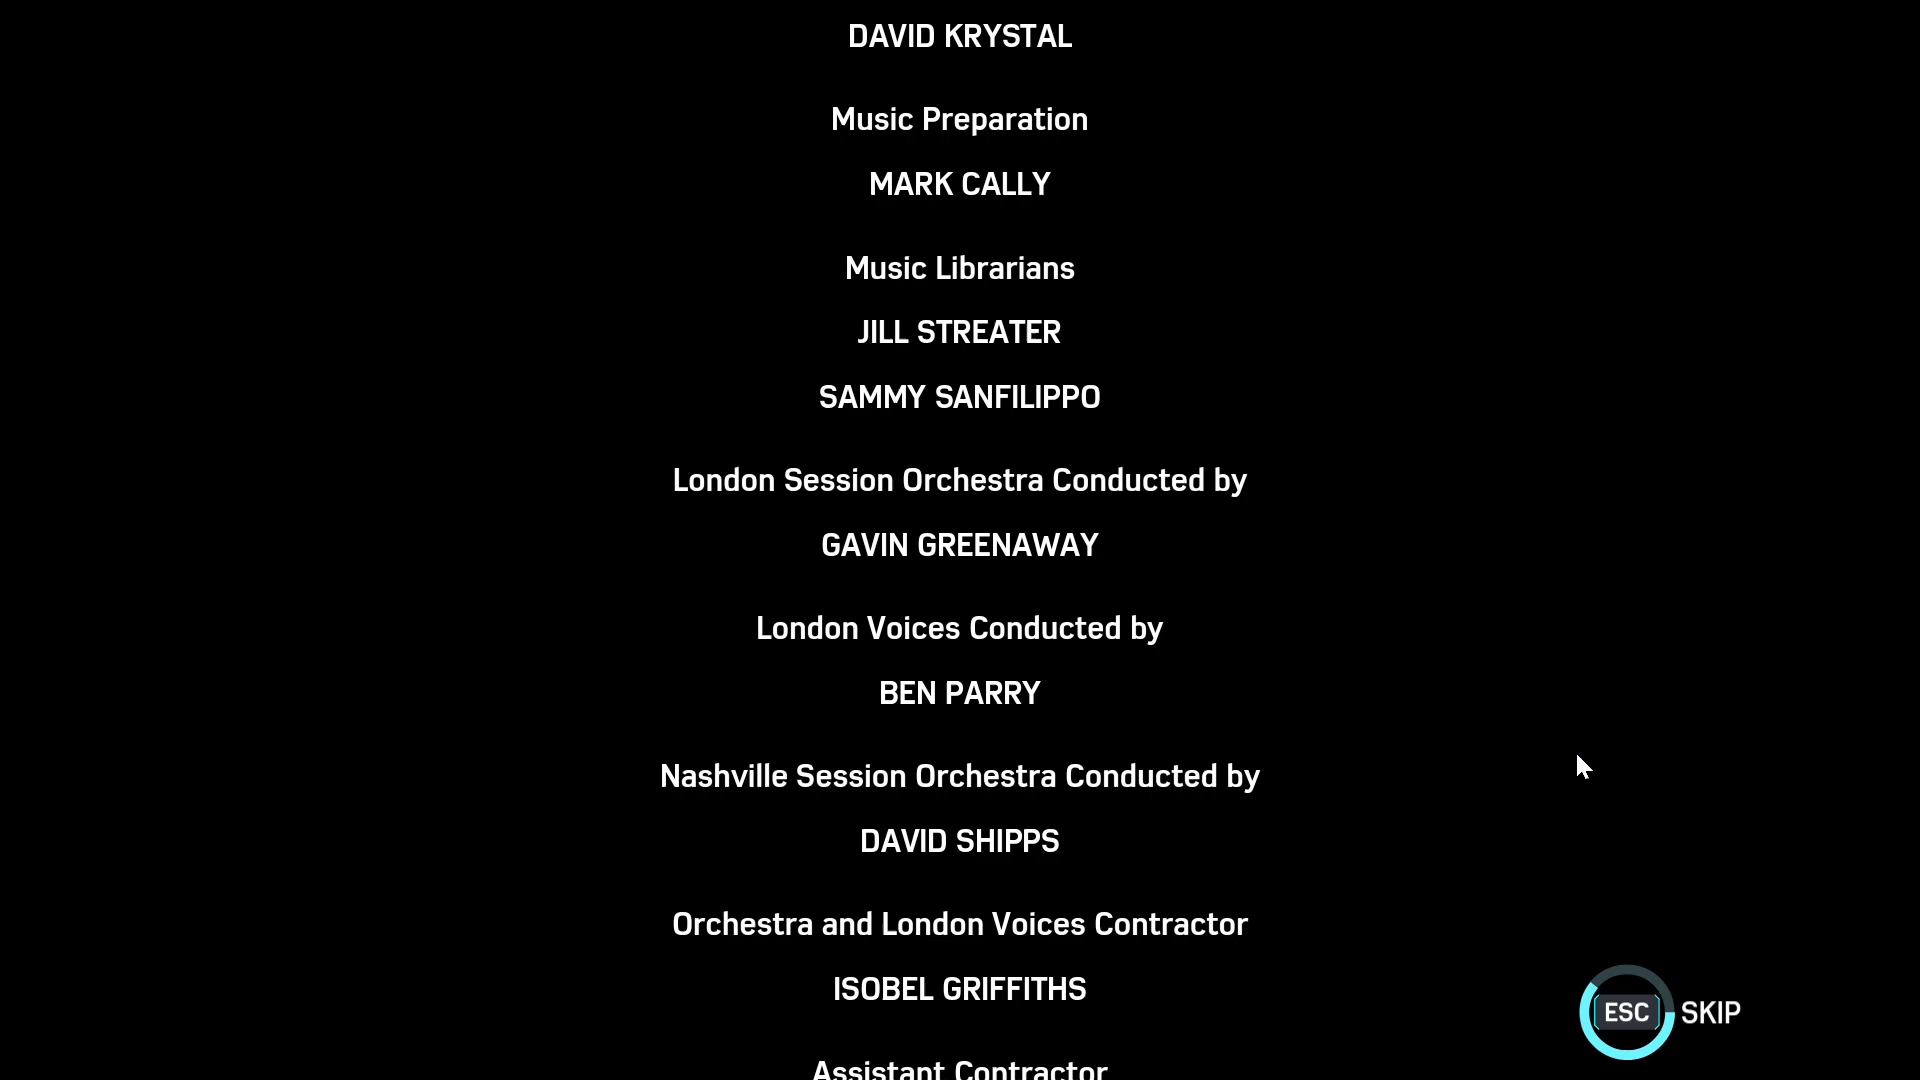 DAVID KRYSTAL
Music Preparation
MARK CALLY
Music Librarians
JILL STREATER
SAMMY SANFILIPPO
London Session Orchestra Conducted by
GAVIN GREENAWAY
London Voices Conducted by
BEN PARRY
Nashville Session Orchestra Conducted by
DAVID SHIPPS
Orchestra and London Voices Contractor
ISOBEL GRIFFITHS
ESC SKIP
Assistant Contractor